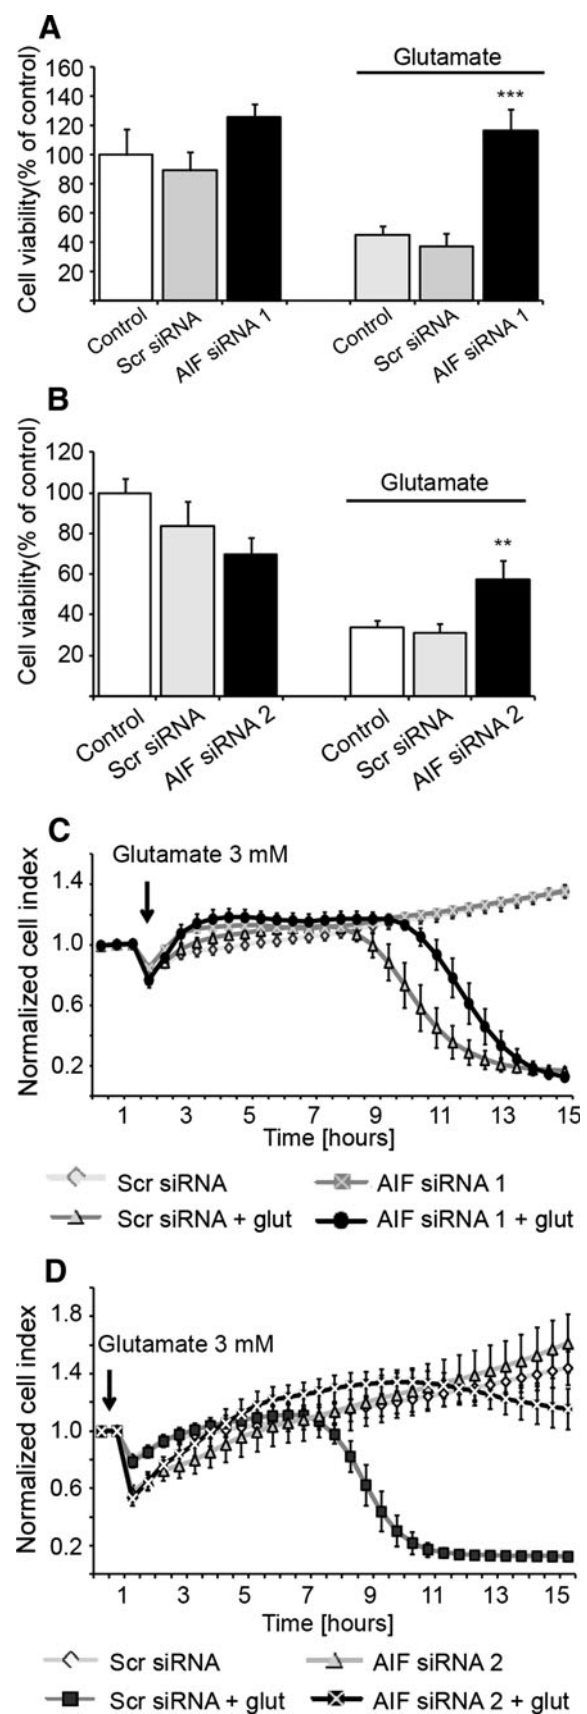 A
Glutamate
***
Cell viability(% of control)
160
140
120
100
80
60
40
20
Control
Scr siRNA
AIF siRNA 1
Control
Scr siRNA
AIF siRNA 1
B
Glutamate
**
Cell viability(% of control)
120
100
80
60
40
20
Control
Scr siRNA
AIF siRNA 2
Control
Scr siRNA
AIF siRNA 2
C
Glutamate 3 mM
Normalized cell index
1.4
1.0
0.6
0.2
1 3 5 7 9 11 13 15
Time [hours]
Scr siRNA AIF siRNA 1
Scr siRNA + glut AIF siRNA 1 + glut
D
Glutamate 3 mM
Normalized cell index
1.8
1.4
1.0
0.6
0.2
1 3 5 7 9 11 13 15
Time [hours]
Scr siRNA AIF siRNA 2
Scr siRNA + glut AIF siRNA 2 + glut